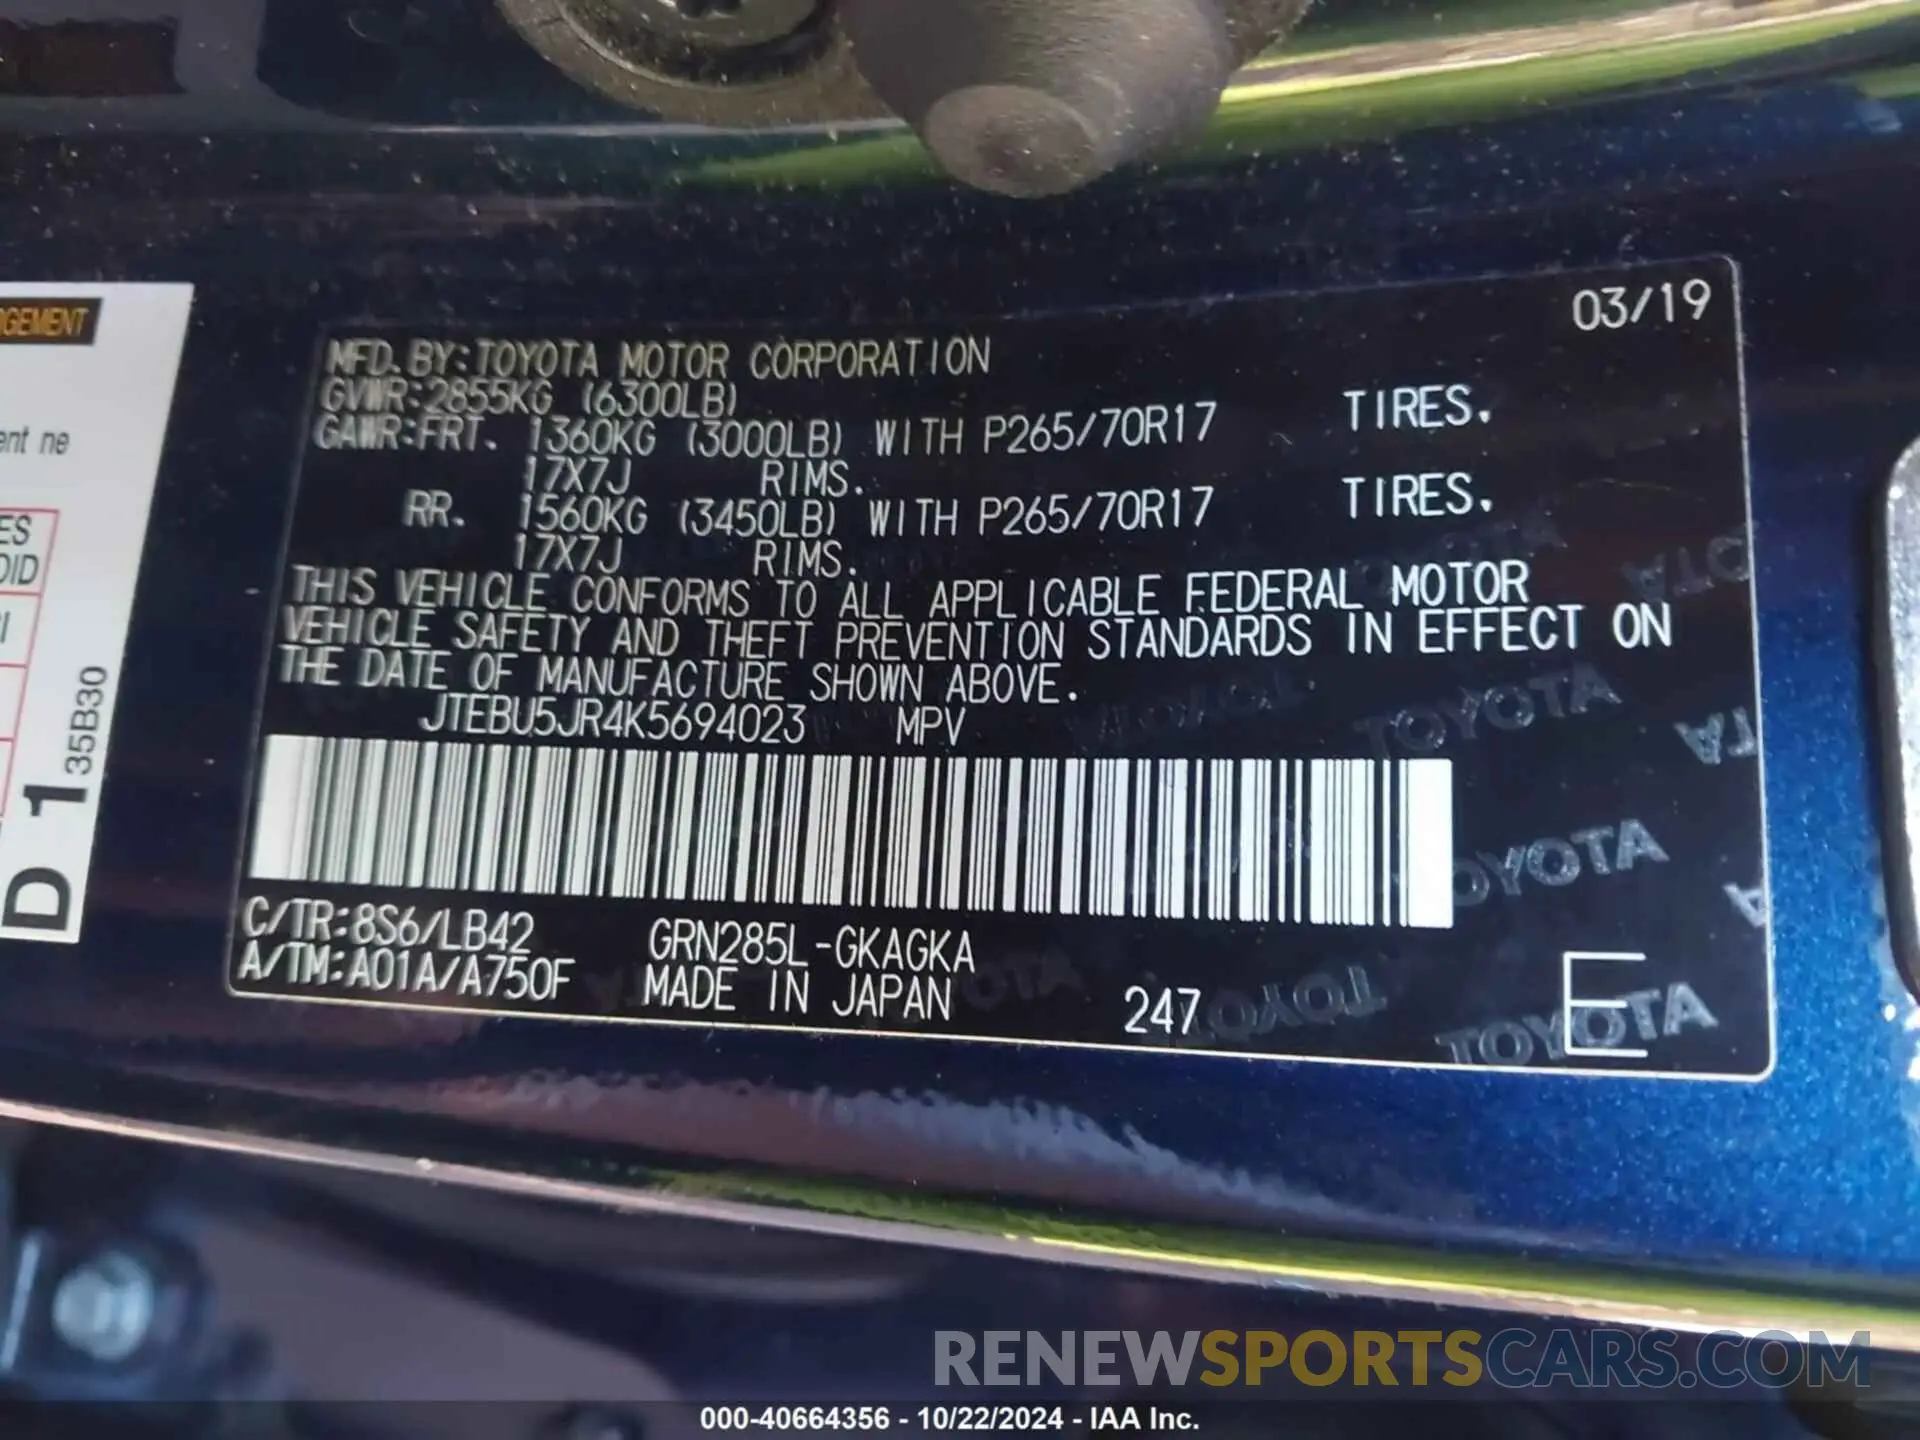 03/19
MFD. BY: TOYOTA MOTOR CORPORATION
GVWR: 2855KG (6300LB)
GAWR: FRT. 1360KG (3000LB) WITH P265/70R17 TIRES.
17X7J RIMS.
RR. 1560KG (3450LB) WITH P265/70R17 TIRES.
17X7J RIMS.
THIS VEHICLE CONFORMS TO ALL APPLICABLE FEDERAL MOTOR
VEHICLE SAFETY AND THEFT PREVENTION STANDARDS IN EFFECT ON
THE DATE OF MANUFACTURE SHOWN ABOVE.
JTEBU5JR4K5694023 MPV
C/TR: 8S6/LB42 GRN285L-GKAGKA
A/TM: A01A/A750F MADE IN JAPAN 247 E
TOYOTA
TOYOTA
TOYOTA
TOYOTA
D 1 35B30
RENEWSPORTSCARS.COM
000-40664356 - 10/22/2024 - IAA Inc.